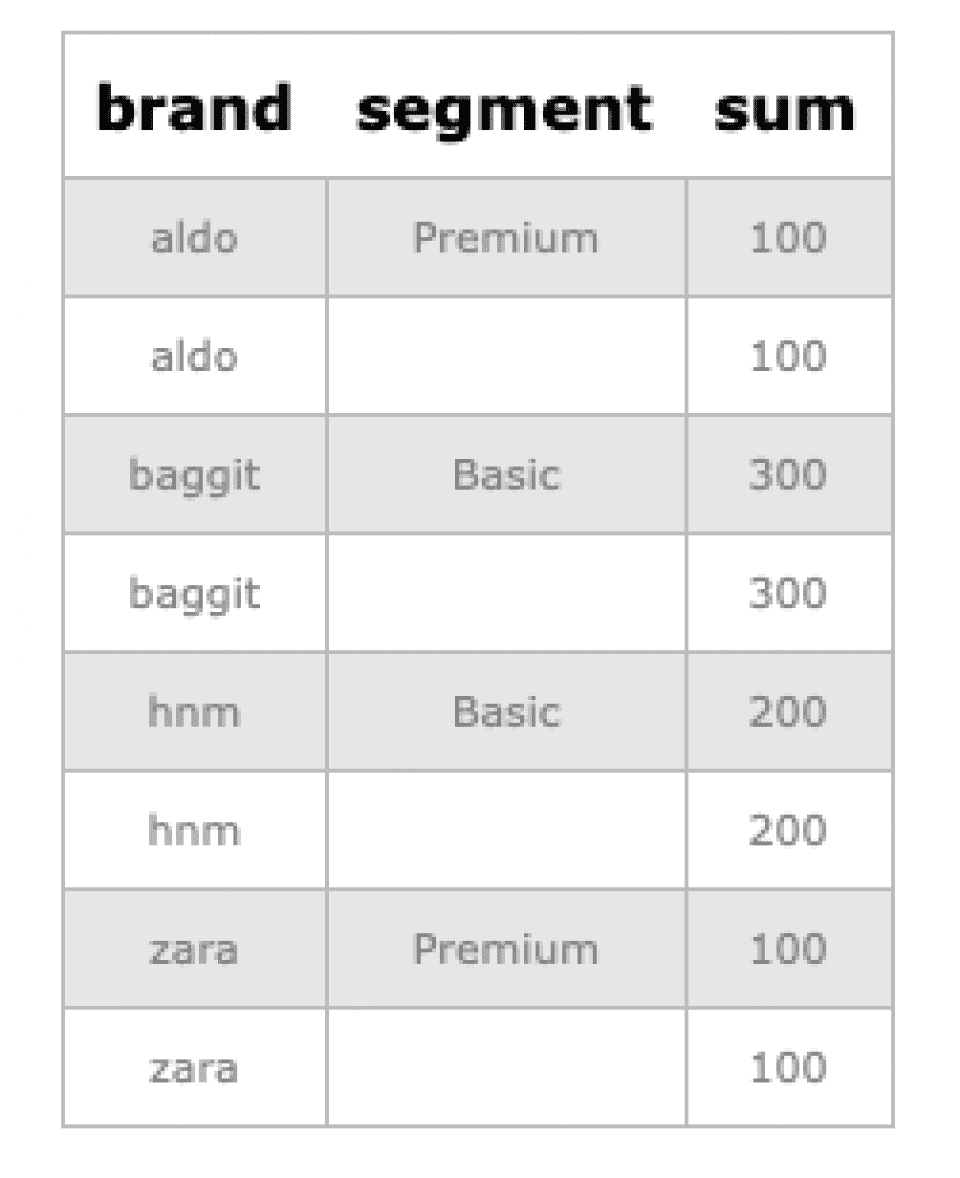 brand segment sum
aldo Premium 100
aldo 100
baggit Basic 300
baggit 300
hnm Basic 200
hnm 200
zara Premium 100
zara 100